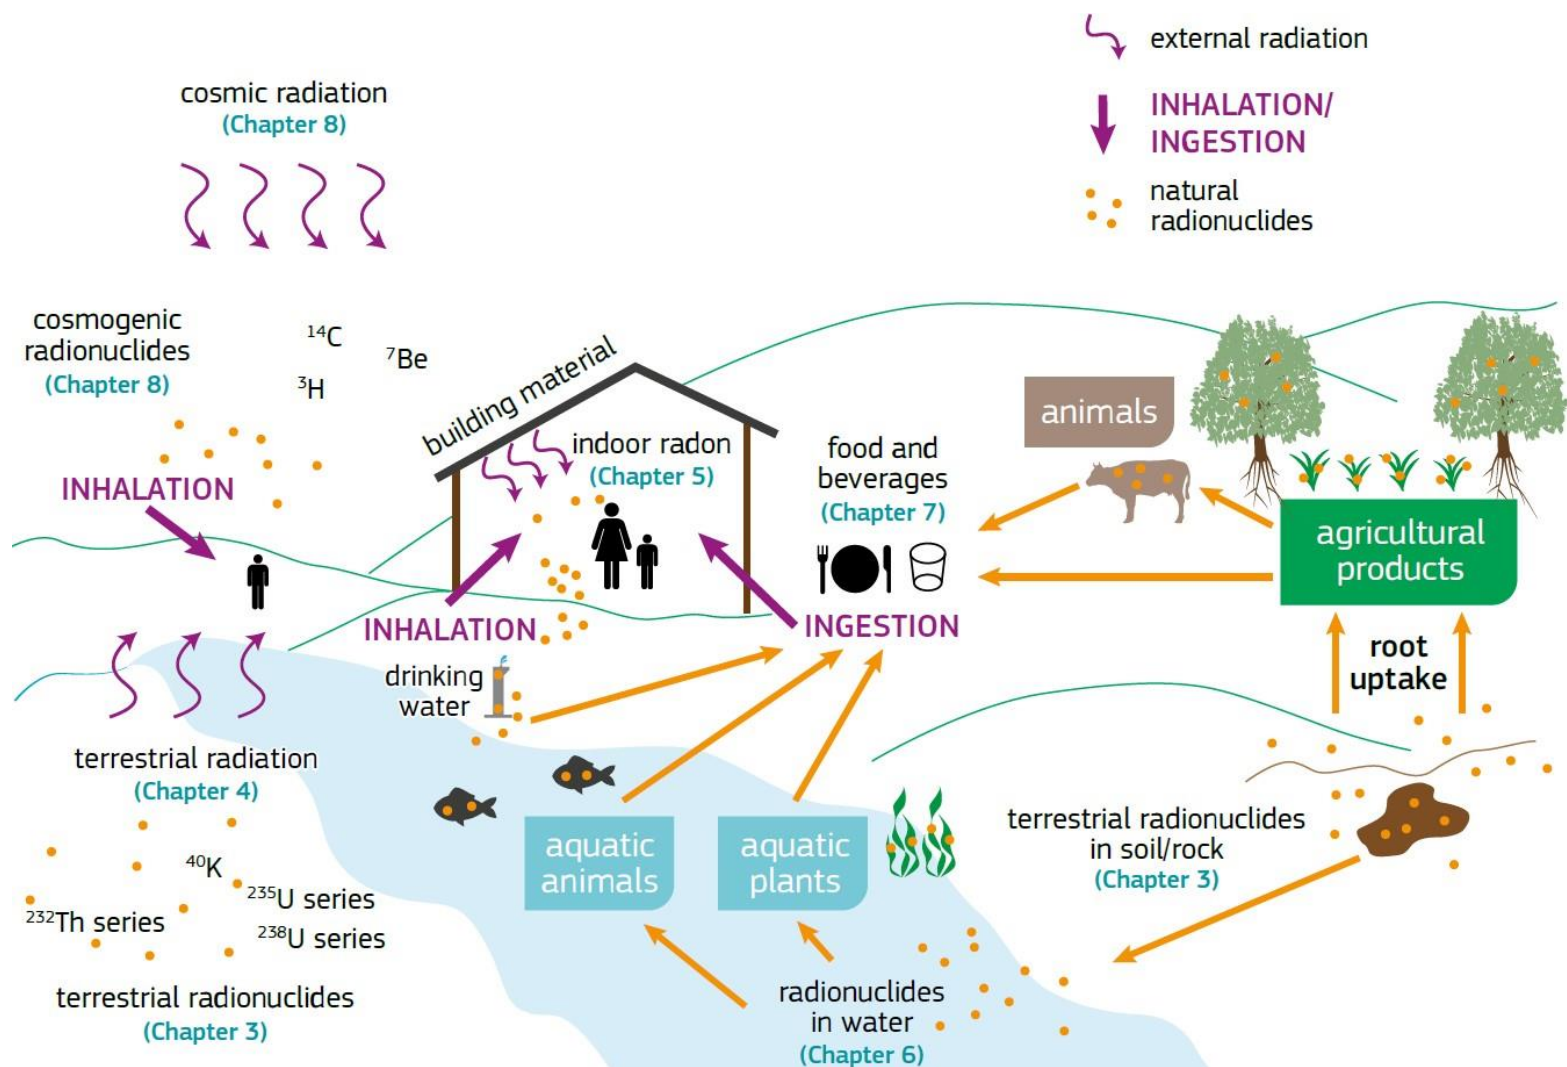 external radiation
INHALATION/
INGESTION
natural
radionuclides
cosmic radiation
(Chapter 8)
cosmogenic
radionuclides
(Chapter 8)
¹⁴C
⁷Be
³H
INHALATION
building material
indoor radon
(Chapter 5)
food and
beverages
(Chapter 7)
animals
agricultural
products
INHALATION
INGESTION
root
uptake
drinking
water
terrestrial radiation
(Chapter 4)
aquatic
animals
aquatic
plants
terrestrial radionuclides
in soil/rock
(Chapter 3)
⁴⁰K
²³⁵U series
²³²Th series
²³⁸U series
terrestrial radionuclides
(Chapter 3)
radionuclides
in water
(Chapter 6)